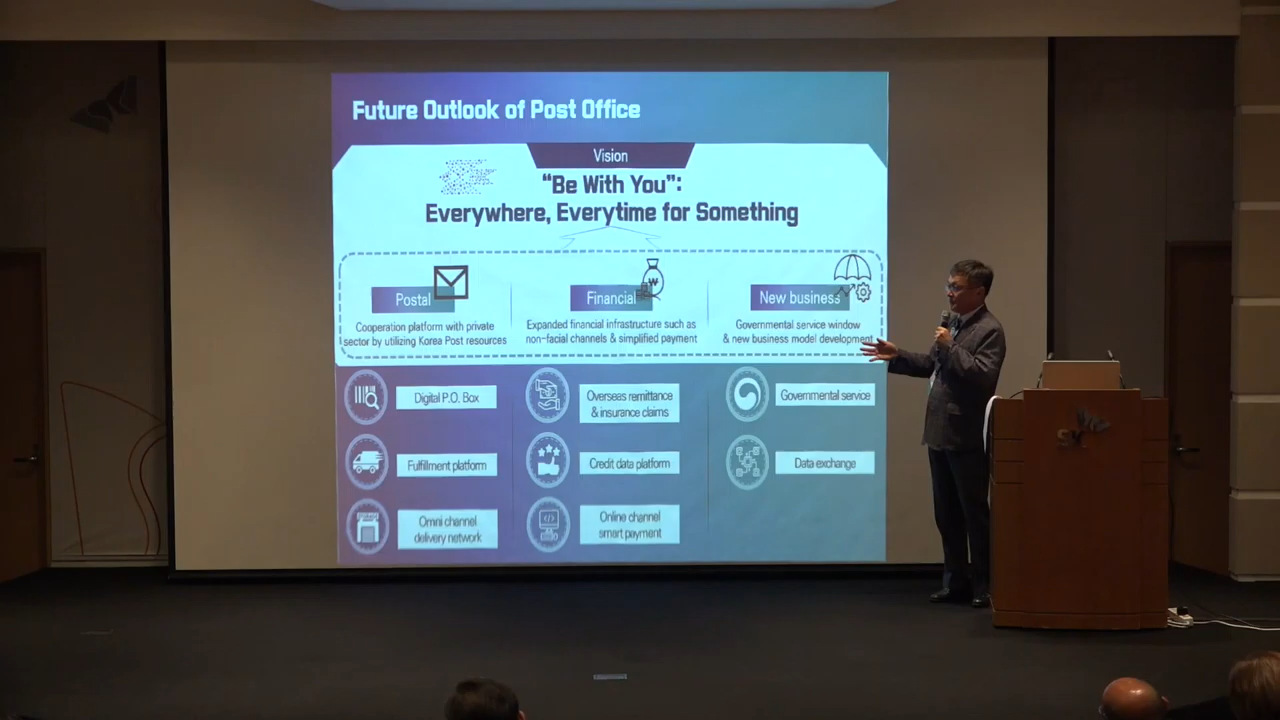 Future Outlook of Post Office
Vision
“Be With You”:
Everywhere, Everytime for Something
Postal
Cooperation platform with private
sector by utilizing Korea Post resources
Financial
Expanded financial infrastructure such as
non-facial channels & simplified payment
New business
Governmental service window
& new business model development
Digital P.O. Box
Fulfillment platform
Omni channel
delivery network
Overseas remittance
& insurance claims
Credit data platform
Online channel
smart payment
Governmental service
Data exchange